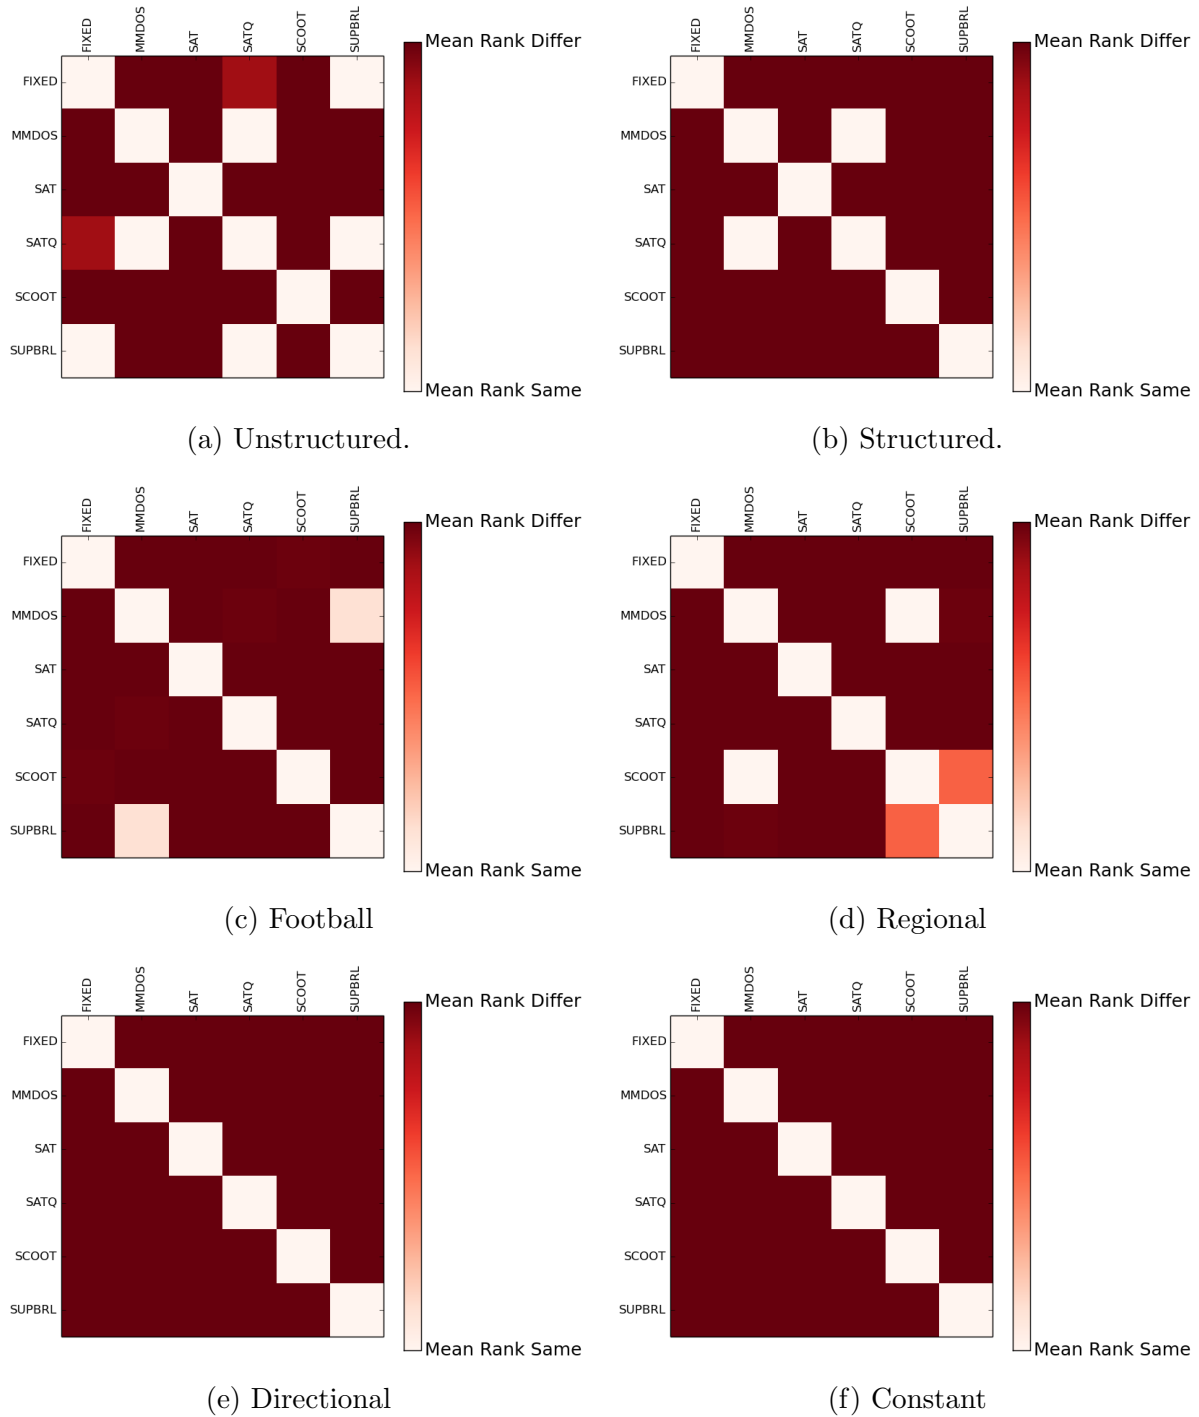 FIXED MMDOS SAT SATQ SCOOT SUPBRL
Mean Rank Differ
FIXED
MMDOS
SAT
SATQ
SCOOT
SUPBRL
Mean Rank Same
(a) Unstructured.
FIXED MMDOS SAT SATQ SCOOT SUPBRL
Mean Rank Differ
FIXED
MMDOS
SAT
SATQ
SCOOT
SUPBRL
Mean Rank Same
(b) Structured.
FIXED MMDOS SAT SATQ SCOOT SUPBRL
Mean Rank Differ
FIXED
MMDOS
SAT
SATQ
SCOOT
SUPBRL
Mean Rank Same
(c) Football
FIXED MMDOS SAT SATQ SCOOT SUPBRL
Mean Rank Differ
FIXED
MMDOS
SAT
SATQ
SCOOT
SUPBRL
Mean Rank Same
(d) Regional
FIXED MMDOS SAT SATQ SCOOT SUPBRL
Mean Rank Differ
FIXED
MMDOS
SAT
SATQ
SCOOT
SUPBRL
Mean Rank Same
(e) Directional
FIXED MMDOS SAT SATQ SCOOT SUPBRL
Mean Rank Differ
FIXED
MMDOS
SAT
SATQ
SCOOT
SUPBRL
Mean Rank Same
(f) Constant